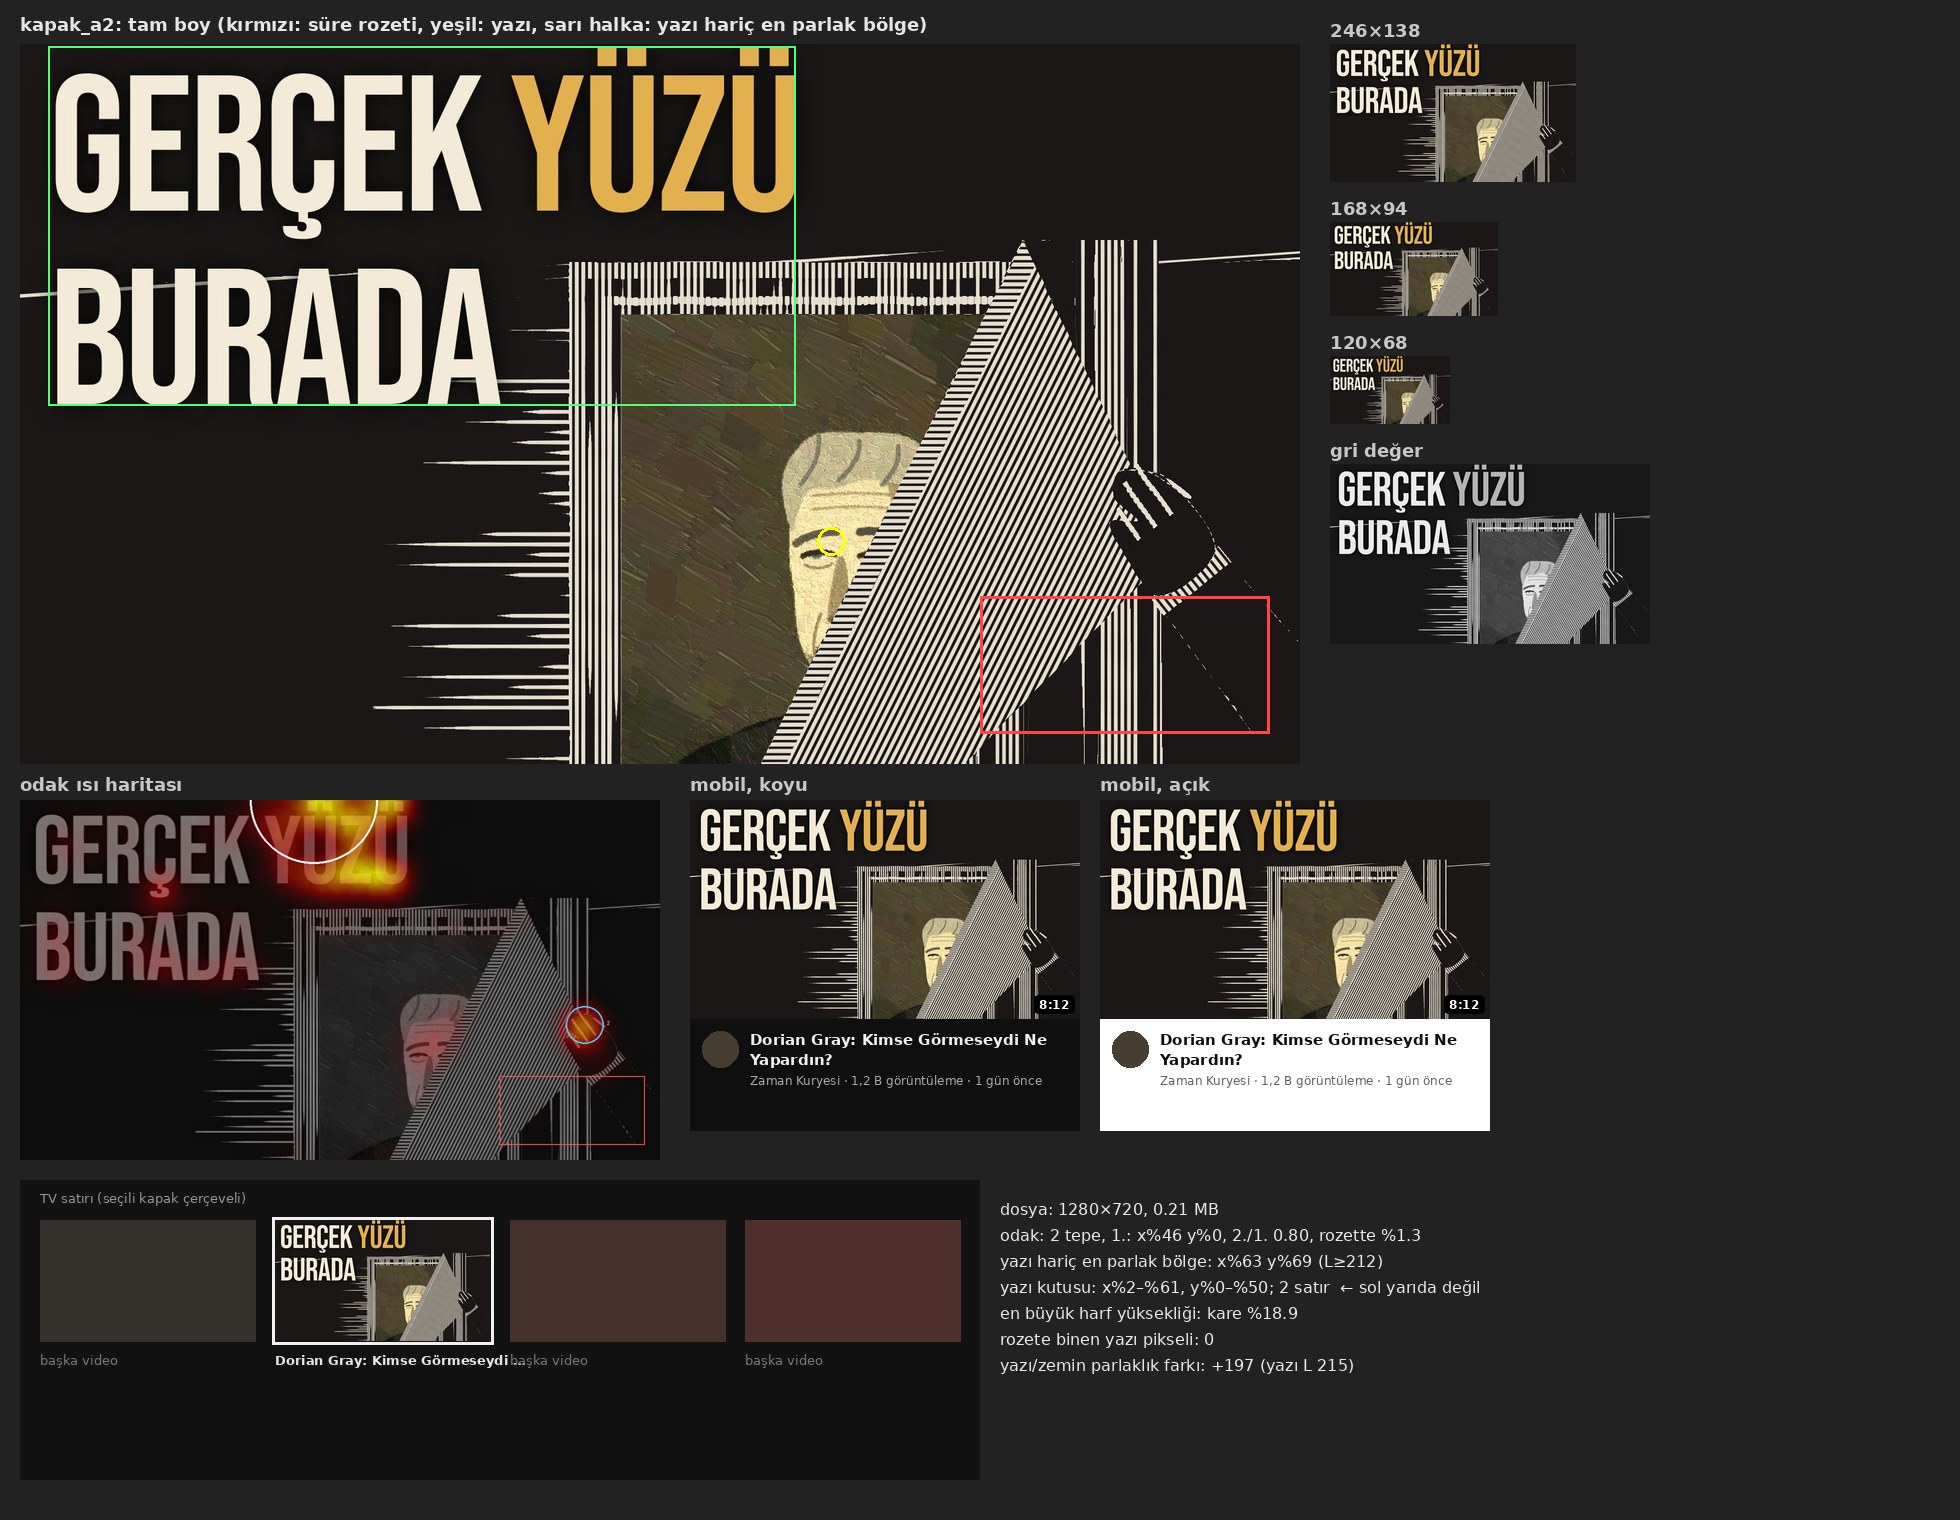 kapak_a2: tam boy (kırmızı: süre rozeti, yeşil: yazı, sarı halka: yazı hariç en parlak bölge)
GERÇEK YÜZÜ
BURADA
246×138
GERÇEK YÜZÜ
BURADA
168×94
GERÇEK YÜZÜ
BURADA
120×68
GERÇEK YÜZÜ
BURADA
gri değer
GERÇEK YÜZÜ
BURADA
odak ısı haritası
GERÇEK YÜZÜ
BURADA
2
mobil, koyu
GERÇEK YÜZÜ
BURADA
8:12
Dorian Gray: Kimse Görmeseydi Ne
Yapardın?
Zaman Kuryesi · 1,2 B görüntüleme · 1 gün önce
mobil, açık
GERÇEK YÜZÜ
BURADA
8:12
Dorian Gray: Kimse Görmeseydi Ne
Yapardın?
Zaman Kuryesi · 1,2 B görüntüleme · 1 gün önce
TV satırı (seçili kapak çerçeveli)
GERÇEK YÜZÜ
BURADA
başka video
Dorian Gray: Kimse Görmeseydi ...
başka video
başka video
dosya: 1280×720, 0.21 MB
odak: 2 tepe, 1.: x%46 y%0, 2./1. 0.80, rozette %1.3
yazı hariç en parlak bölge: x%63 y%69 (L≥212)
yazı kutusu: x%2–%61, y%0–%50; 2 satır ← sol yarıda değil
en büyük harf yüksekliği: kare %18.9
rozete binen yazı pikseli: 0
yazı/zemin parlaklık farkı: +197 (yazı L 215)